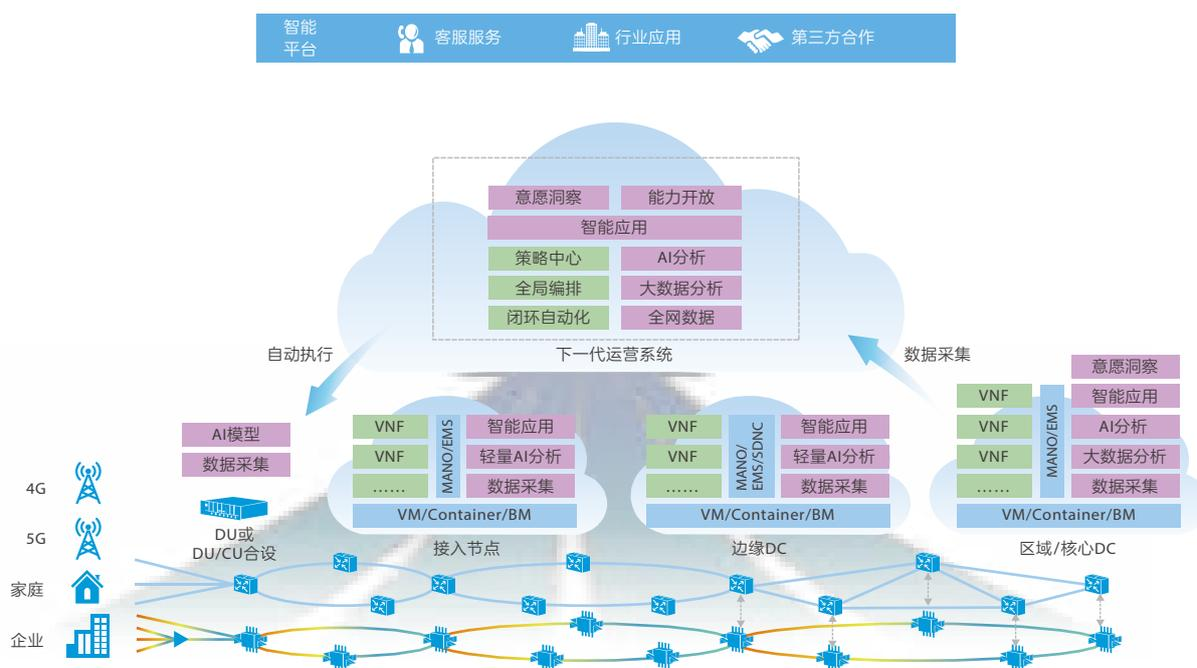 智能
平台
客服服务
行业应用
第三方合作
意愿洞察
能力开放
智能应用
策略中心
AI分析
全局编排
大数据分析
闭环自动化
全网数据
自动执行
下一代运营系统
数据采集
AI模型
数据采集
DU或
DU/CU合设
VNF
VNF
……
MANO/EMS
智能应用
轻量AI分析
数据采集
VM/Container/BM
接入节点
VNF
VNF
……
MANO/
EMS/SDNC
智能应用
轻量AI分析
数据采集
VM/Container/BM
边缘DC
VNF
VNF
VNF
……
MANO/EMS
意愿洞察
智能应用
AI分析
大数据分析
数据采集
VM/Container/BM
区域/核心DC
4G
5G
家庭
企业